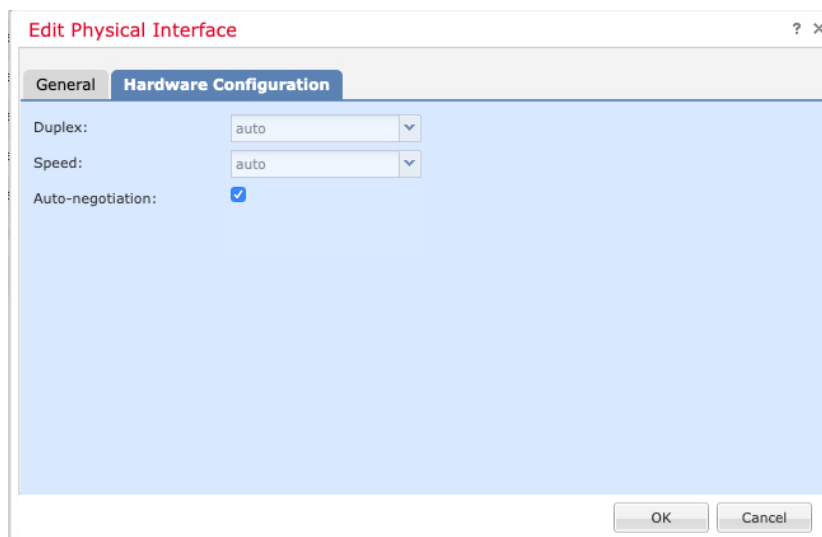 Edit Physical Interface ?
General Hardware Configuration
Duplex: auto
Speed: auto
Auto-negotiation:
OK Cancel